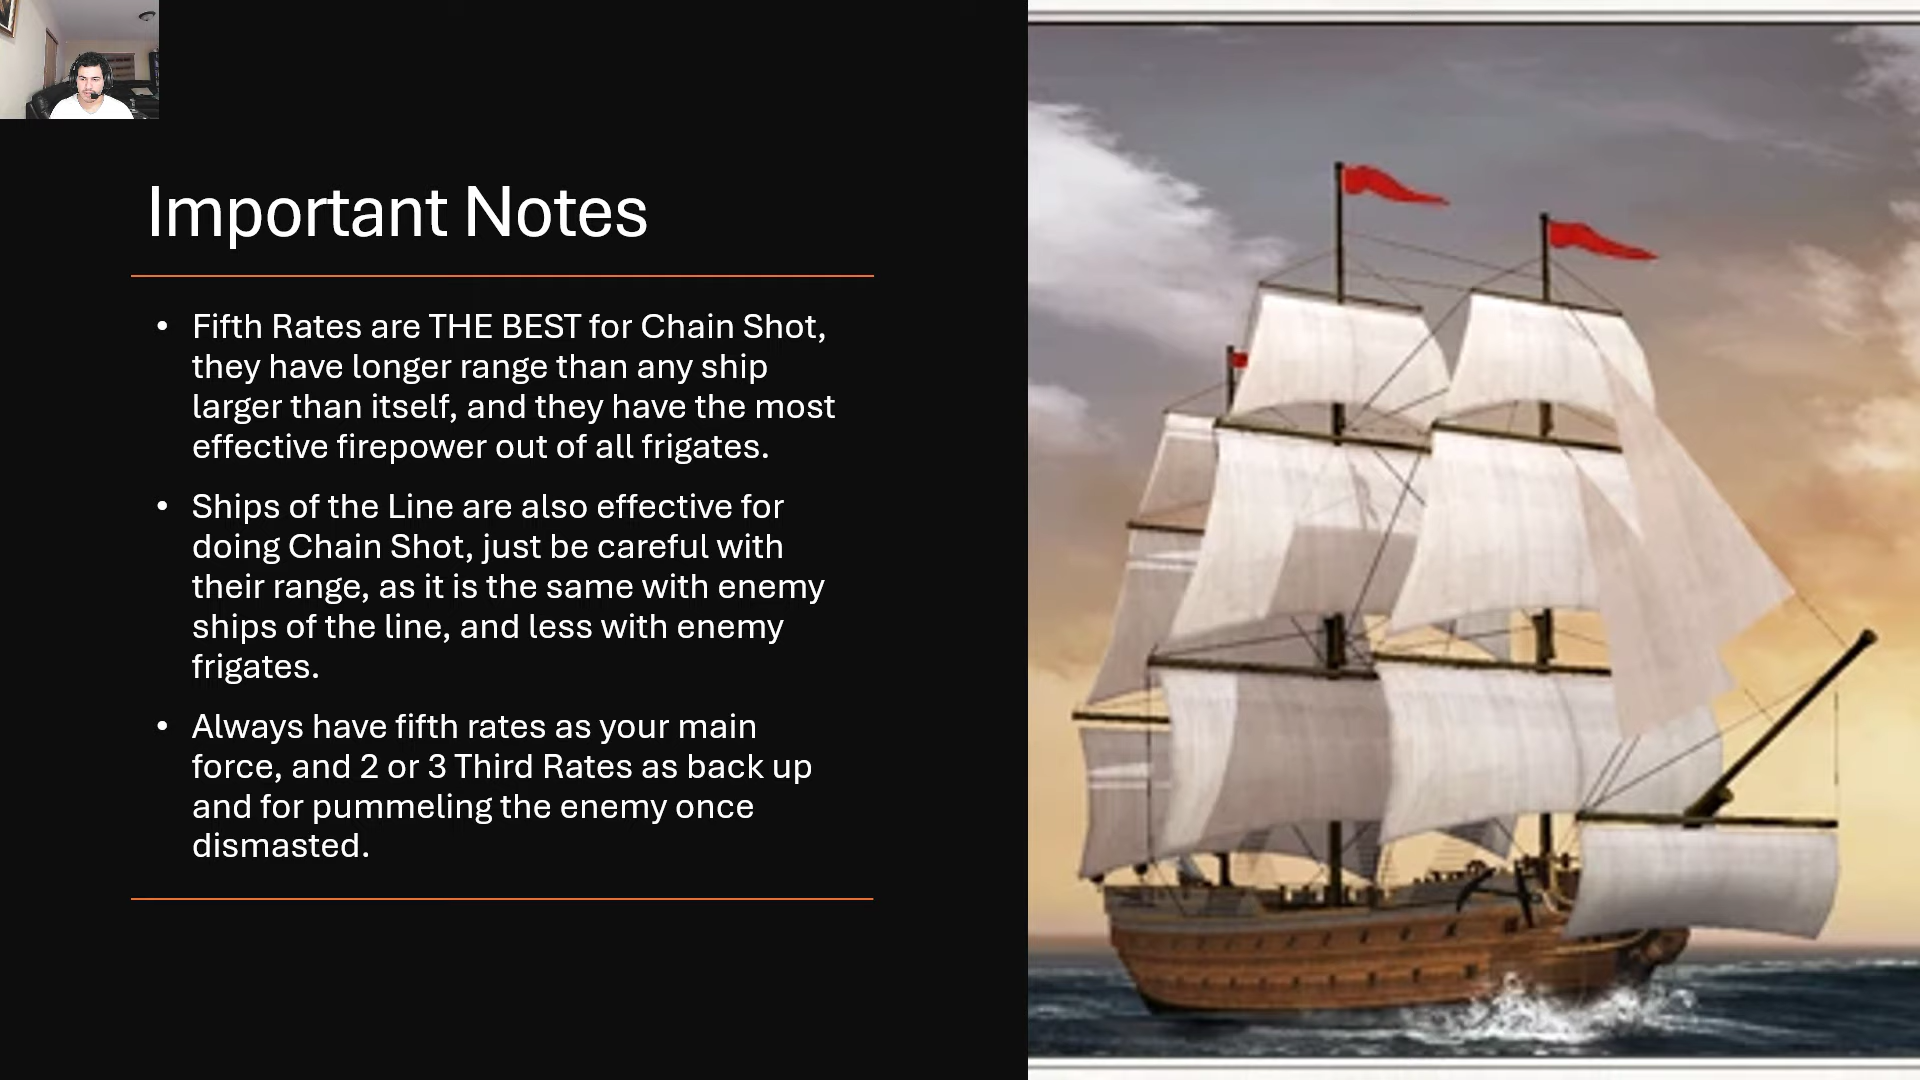 Important Notes
• Fifth Rates are THE BEST for Chain Shot,
they have longer range than any ship
larger than itself, and they have the most
effective firepower out of all frigates.
• Ships of the Line are also effective for
doing Chain Shot, just be careful with
their range, as it is the same with enemy
ships of the line, and less with enemy
frigates.
• Always have fifth rates as your main
force, and 2 or 3 Third Rates as back up
and for pummeling the enemy once
dismasted.